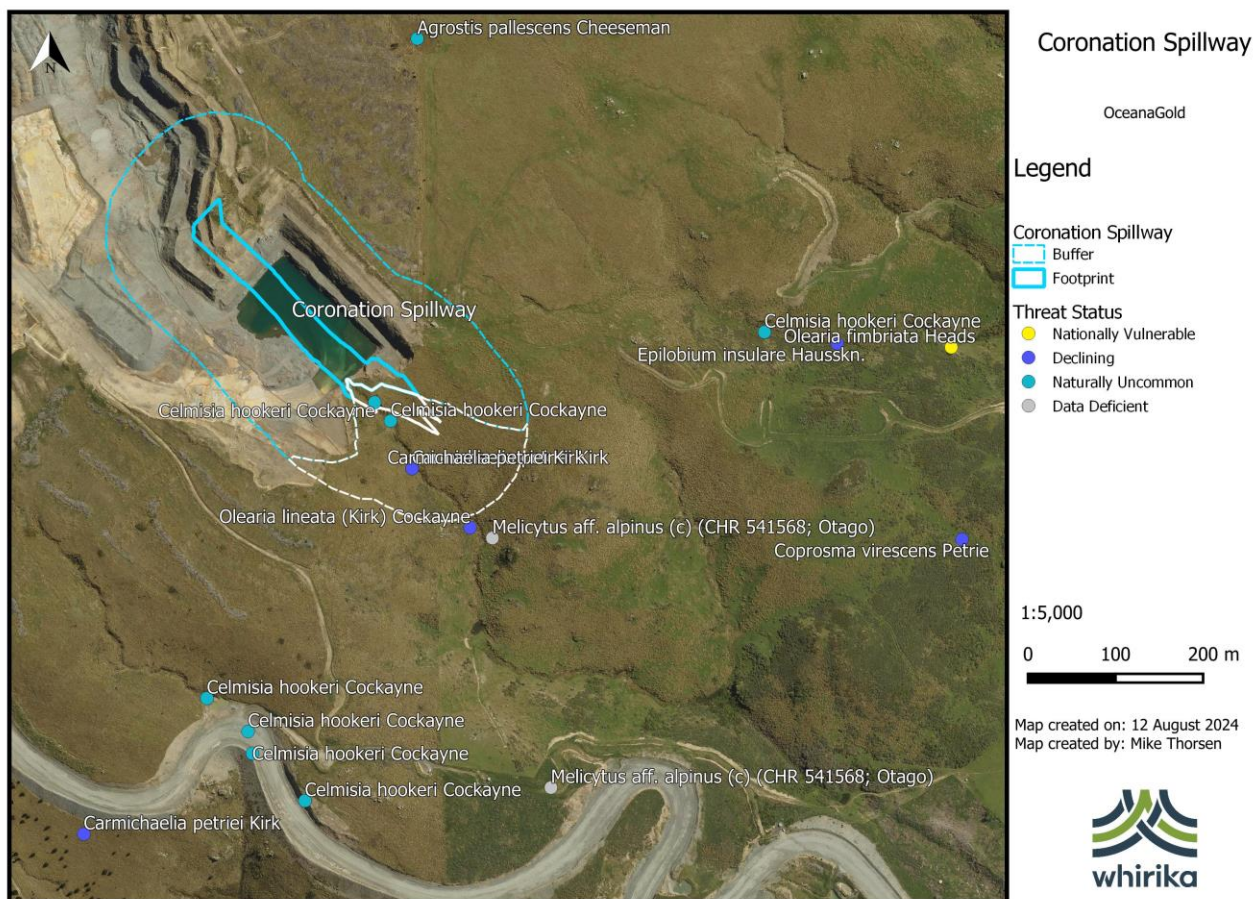 Coronation Spillway
OceanaGold
Legend
Coronation Spillway
Buffer
Footprint
Threat Status
Nationally Vulnerable
Declining
Naturally Uncommon
Data Deficient
1:5,000
0 100 200 m
Map created on: 12 August 2024
Map created by: Mike Thorsen
whirika
N
Agrostis pallescens Cheeseman
Coronation Spillway
Celmisia hookeri Cockayne
Olearia fimbriata Heads
Epilobium insulare Hausskn.
Celmisia hookeri Cockayne
Celmisia hookeri Cockayne
Carmichaelia petriei Kirk
Olearia lineata (Kirk) Cockayne
Melicytus aff. alpinus (c) (CHR 541568; Otago)
Coprosma virescens Petrie
Celmisia hookeri Cockayne
Celmisia hookeri Cockayne
Celmisia hookeri Cockayne
Celmisia hookeri Cockayne
Melicytus aff. alpinus (c) (CHR 541568; Otago)
Carmichaelia petriei Kirk